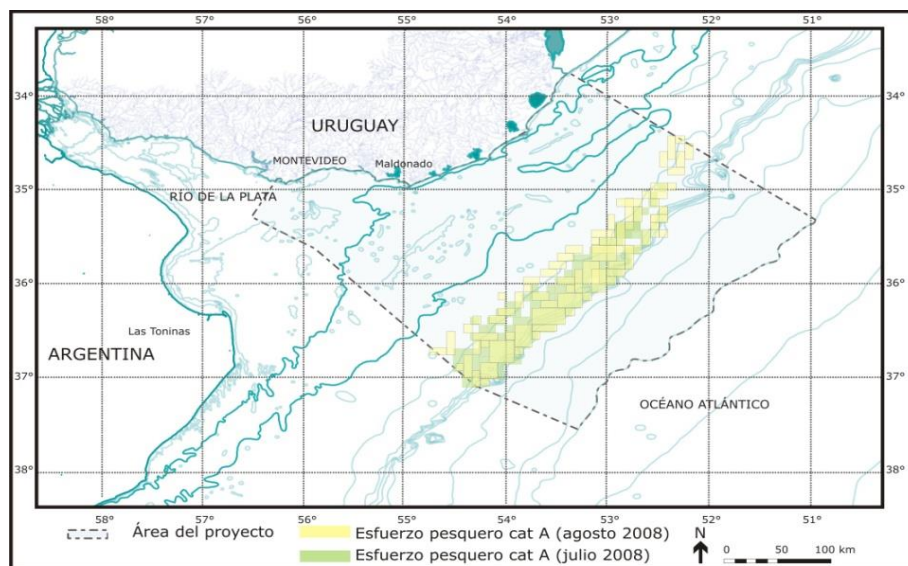 58° 57° 56° 55° 54° 53° 52° 51°
34° 34°
URUGUAY
MONTEVIDEO Maldonado
35° 35°
RÍO DE LA PLATA
36° 36°
Las Toninas
ARGENTINA
37° 37°
OCÉANO ATLÁNTICO
38° 38°
58° 57° 56° 55° 54° 53° 52° 51°
Área del proyecto
Esfuerzo pesquero cat A (agosto 2008)
Esfuerzo pesquero cat A (julio 2008)
N
0 50 100 km